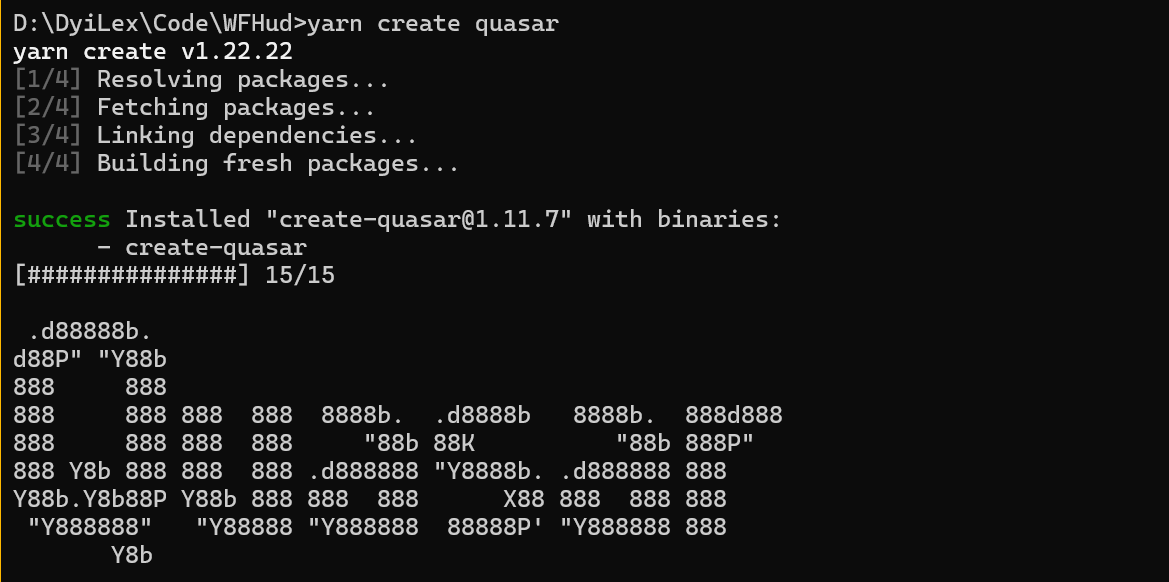 D:\DyiLex\Code\WFHud>yarn create quasar
yarn create v1.22.22
[1/4] Resolving packages...
[2/4] Fetching packages...
[3/4] Linking dependencies...
[4/4] Building fresh packages...

success Installed "create-quasar@1.11.7" with binaries:
      - create-quasar
[###############] 15/15

 .d88888b.
d88P" "Y88b
888     888
888     888 888  888  8888b.  .d8888b   8888b.  888d888
888     888 888  888     "88b 88K          "88b 888P"
888 Y8b 888 888  888 .d888888 "Y8888b. .d888888 888
Y88b.Y8b88P Y88b 888 888  888      X88 888  888 888
 "Y888888"   "Y88888 "Y888888  88888P' "Y888888 888
       Y8b